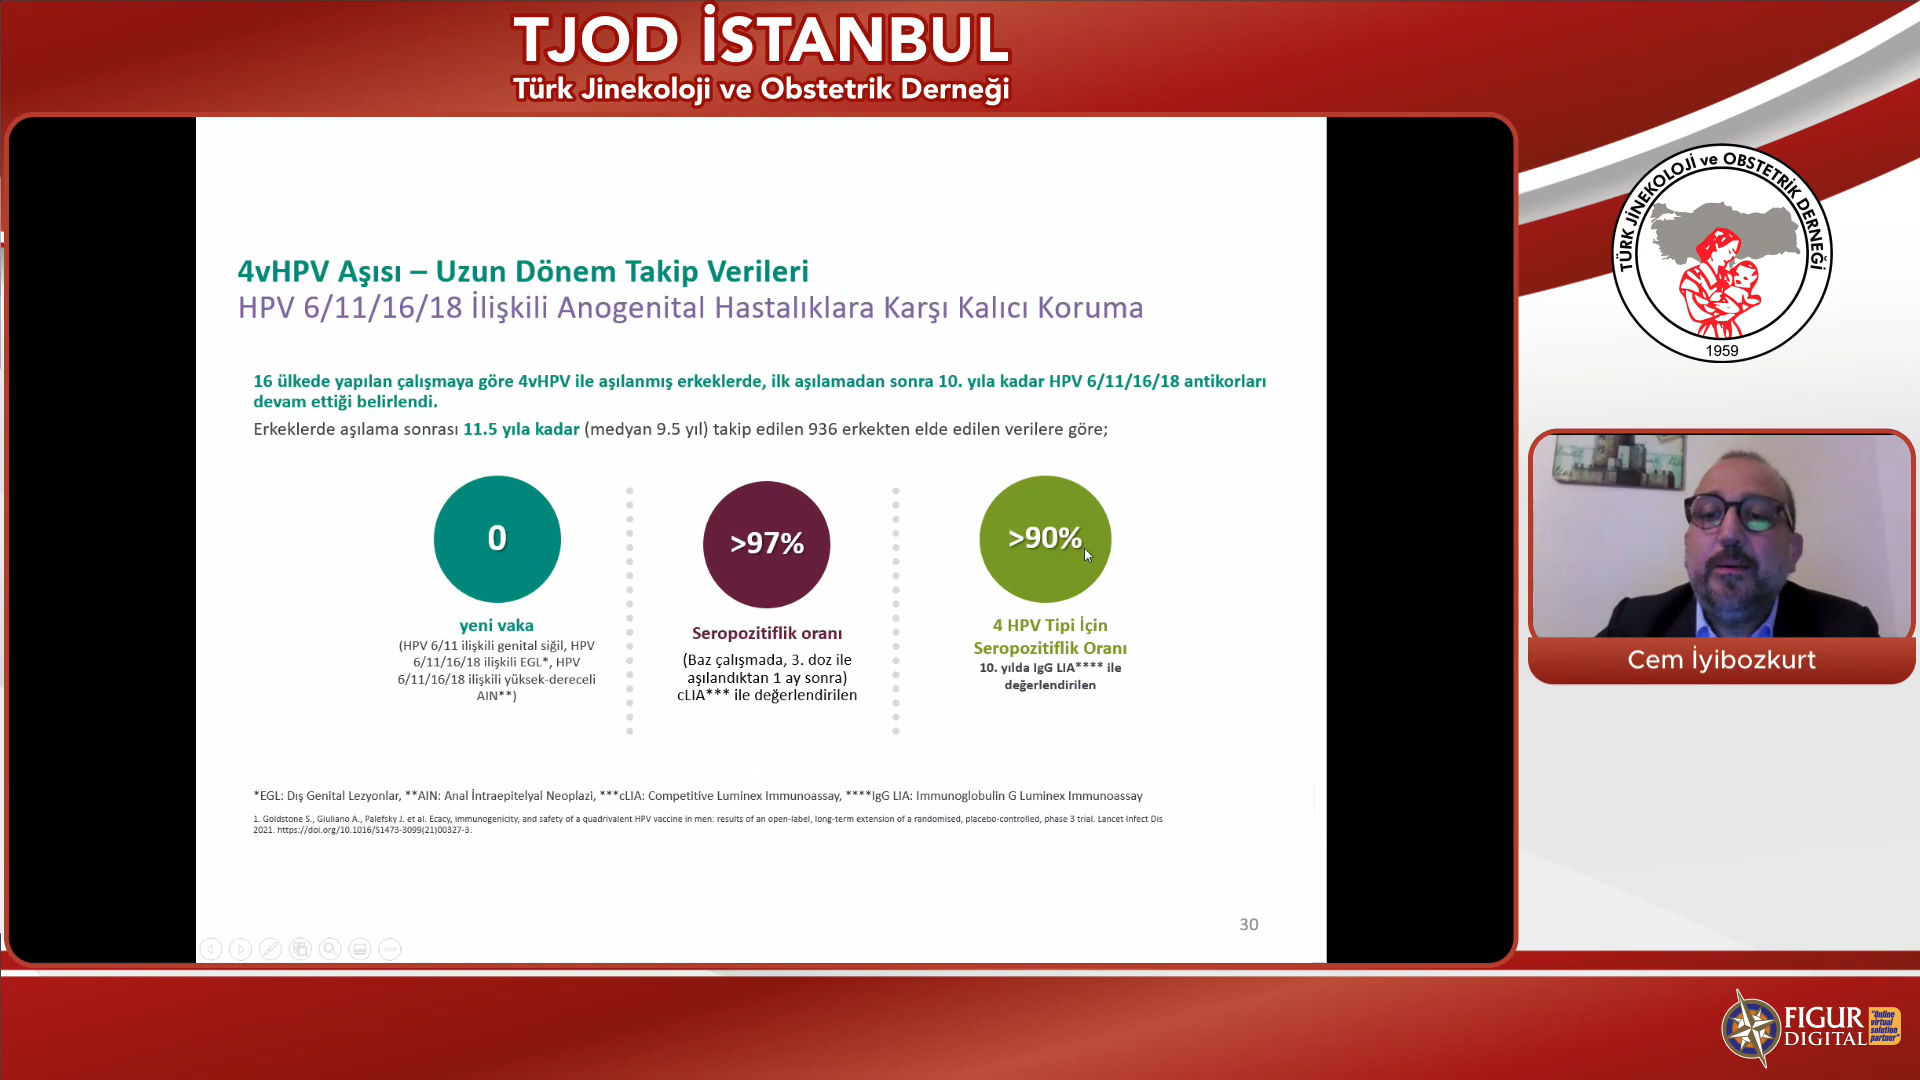 TJOD İSTANBUL
Türk Jinekoloji ve Obstetrik Derneği
4vHPV Aşısı – Uzun Dönem Takip Verileri
HPV 6/11/16/18 İlişkili Anogenital Hastalıklara Karşı Kalıcı Koruma
16 ülkede yapılan çalışmaya göre 4vHPV ile aşılanmış erkeklerde, ilk aşılamadan sonra 10. yıla kadar HPV 6/11/16/18 antikorları
devam ettiği belirlendi.
Erkeklerde aşılama sonrası 11.5 yıla kadar (medyan 9.5 yıl) takip edilen 936 erkekten elde edilen verilere göre;
0
yeni vaka
(HPV 6/11 ilişkili genital siğil, HPV
6/11/16/18 ilişkili EGL*, HPV
6/11/16/18 ilişkili yüksek-dereceli
AIN**)
>97%
Seropozitiflik oranı
(Baz çalışmada, 3. doz ile
aşılandıktan 1 ay sonra)
cLIA*** ile değerlendirilen
>90%
4 HPV Tipi İçin
Seropozitiflik Oranı
10. yılda IgG LIA**** ile
değerlendirilen
*EGL: Dış Genital Lezyonlar, **AIN: Anal İntraepitelyal Neoplazi, ***cLIA: Competitive Luminex Immunoassay, ****IgG LIA: Immunoglobulin G Luminex Immunoassay
1. Goldstone S., Giuliano A., Palefsky J. et al. Ecacy, immunogenicity, and safety of a quadrivalent HPV vaccine in men: results of an open-label, long-term extension of a randomised, placebo-controlled, phase 3 trial. Lancet Infect Dis
2021. https://doi.org/10.1016/S1473-3099(21)00327-3.
30
TÜRK JİNEKOLOJİ ve OBSTETRİK DERNEĞİ
1959
Cem İyibozkurt
FIGUR
DIGITAL
"Online
virtual
solution
partner"